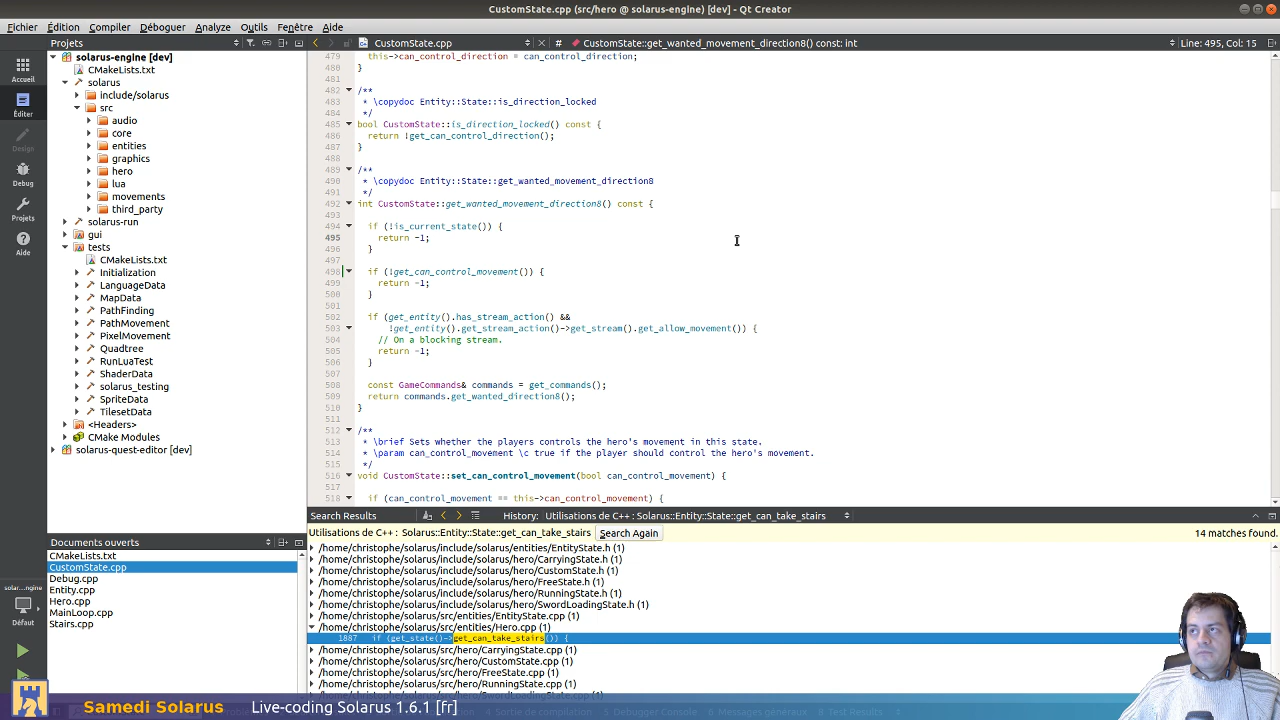 CustomState.cpp (src/hero @ solarus-engine) [dev] - Qt Creator
Fichier Édition Compiler Déboguer Analyze Outils Fenêtre Aide
Projets
CustomState.cpp
#
CustomState::get_wanted_movement_direction8() const: int
Line: 495, Col: 15
Accueil
Éditer
Design
Debug
Projets
Aide
solarus-engine [dev]
CMakeLists.txt
solarus
include/solarus
src
audio
core
entities
graphics
hero
lua
movements
third_party
solarus-run
gui
tests
CMakeLists.txt
Initialization
LanguageData
MapData
PathFinding
PathMovement
PixelMovement
Quadtree
RunLuaTest
ShaderData
solarus_testing
SpriteData
TilesetData
<Headers>
CMake Modules
solarus-quest-editor [dev]
479 this->can_control_direction = can_control_direction;
480 }
481
482 /**
483 * \copydoc Entity::State::is_direction_locked
484 */
485 bool CustomState::is_direction_locked() const {
486 return !get_can_control_direction();
487 }
488
489 /**
490 * \copydoc Entity::State::get_wanted_movement_direction8
491 */
492 int CustomState::get_wanted_movement_direction8() const {
493
494 if (!is_current_state()) {
495 return -1;
496 }
497
498 if (!get_can_control_movement()) {
499 return -1;
500 }
501
502 if (get_entity().has_stream_action() &&
503 !get_entity().get_stream_action()->get_stream().get_allow_movement()) {
504 // On a blocking stream.
505 return -1;
506 }
507
508 const GameCommands& commands = get_commands();
509 return commands.get_wanted_direction8();
510 }
511
512 /**
513 * \brief Sets whether the players controls the hero's movement in this state.
514 * \param can_control_movement \c true if the player should control the hero's movement.
515 */
516 void CustomState::set_can_control_movement(bool can_control_movement) {
517
518 if (can_control_movement == this->can_control_movement) {
Search Results
History:
Utilisations de C++ : Solarus::Entity::State::get_can_take_stairs
Utilisations de C++ : Solarus::Entity::State::get_can_take_stairs
Search Again
14 matches found.
/home/christophe/solarus/include/solarus/entities/EntityState.h (1)
/home/christophe/solarus/include/solarus/hero/CarryingState.h (1)
/home/christophe/solarus/include/solarus/hero/CustomState.h (1)
/home/christophe/solarus/include/solarus/hero/FreeState.h (1)
/home/christophe/solarus/include/solarus/hero/RunningState.h (1)
/home/christophe/solarus/include/solarus/hero/SwordLoadingState.h (1)
/home/christophe/solarus/src/entities/EntityState.cpp (1)
/home/christophe/solarus/src/entities/Hero.cpp (1)
1887 if (get_state()->get_can_take_stairs()) {
/home/christophe/solarus/src/hero/CarryingState.cpp (1)
/home/christophe/solarus/src/hero/CustomState.cpp (1)
/home/christophe/solarus/src/hero/FreeState.cpp (1)
/home/christophe/solarus/src/hero/RunningState.cpp (1)
/home/christophe/solarus/src/hero/SwordLoadingState.cpp (1)
Documents ouverts
CMakeLists.txt
CustomState.cpp
Debug.cpp
Entity.cpp
Hero.cpp
MainLoop.cpp
Stairs.cpp
solar...ngine
Défaut
Samedi Solarus
Live-coding Solarus 1.6.1 [fr]